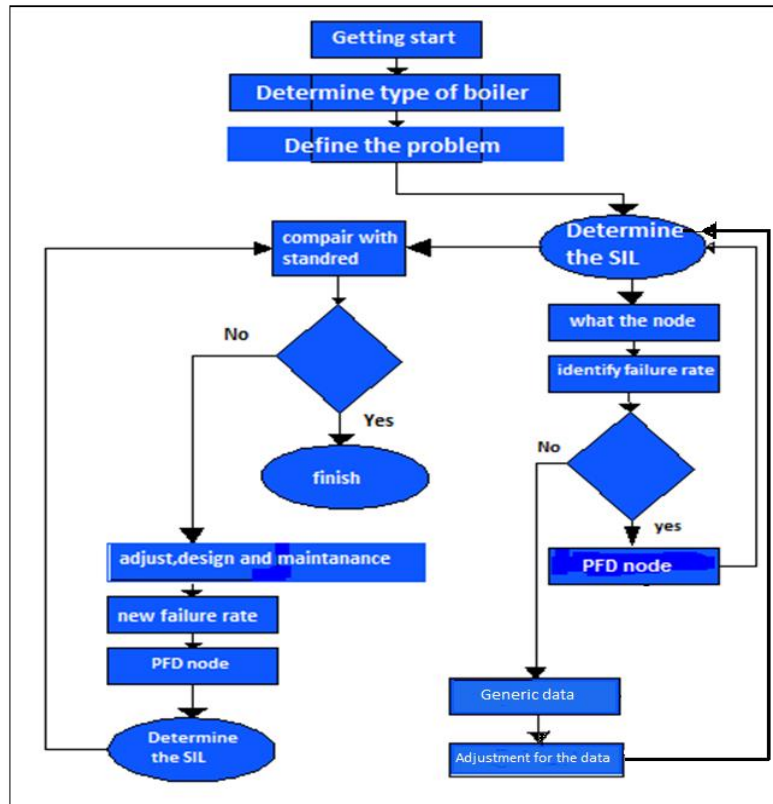 Getting start
Determine type of boiler
Define the problem
Determine
the SIL
compair with
standred
what the node
identify failure rate
No
Yes
finish
No
yes
PFD node
adjust,design and maintanance
new failure rate
PFD node
Determine
the SIL
Generic data
Adjustment for the data